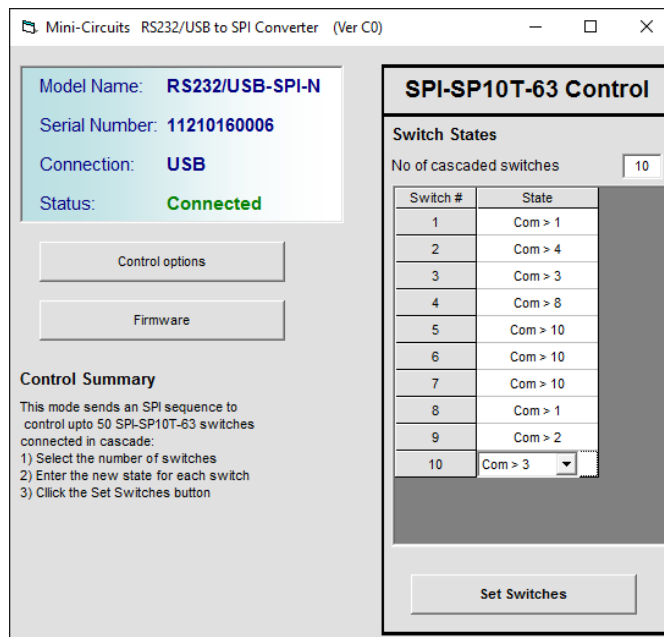 Mini-Circuits RS232/USB to SPI Converter (Ver C0)
Model Name: RS232/USB-SPI-N
Serial Number: 11210160006
Connection: USB
Status: Connected
Control options
Firmware
Control Summary
This mode sends an SPI sequence to
control upto 50 SPI-SP10T-63 switches
connected in cascade:
1) Select the number of switches
2) Enter the new state for each switch
3) Cllick the Set Switches button
SPI-SP10T-63 Control
Switch States
No of cascaded switches 10
Switch # State
1 Com > 1
2 Com > 4
3 Com > 3
4 Com > 8
5 Com > 10
6 Com > 10
7 Com > 10
8 Com > 1
9 Com > 2
10 Com > 3
Set Switches